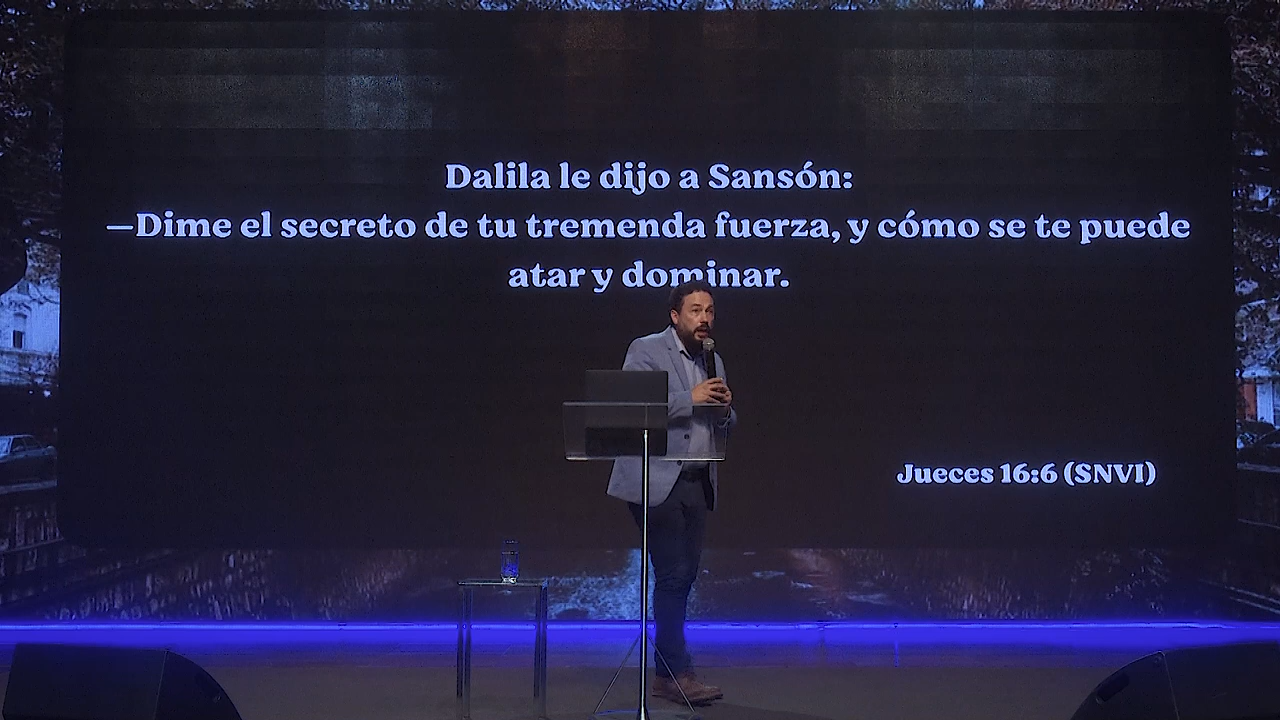 Dalila le dijo a Sansón:
—Dime el secreto de tu tremenda fuerza, y cómo se te puede
atar y dominar.
Jueces 16:6 (SNVI)